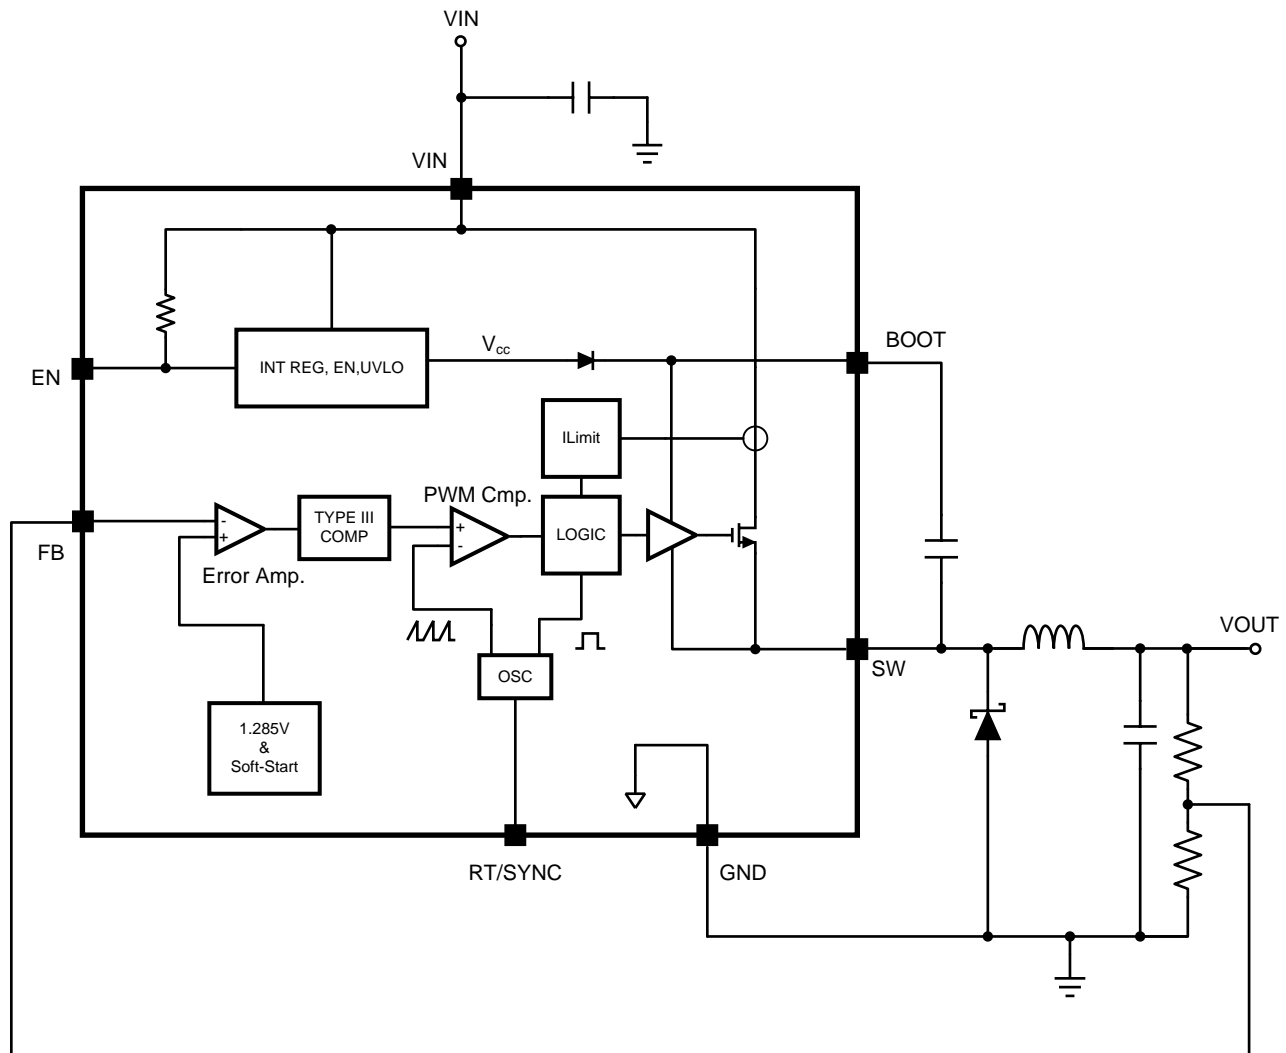 VIN
VIN
BOOT
V_cc
EN
INT REG, EN,UVLO
ILimit
PWM Cmp.
FB
-
+
TYPE III
COMP
+
-
LOGIC
Error Amp.
OSC
SW
VOUT
1.285V
&
Soft-Start
RT/SYNC
GND